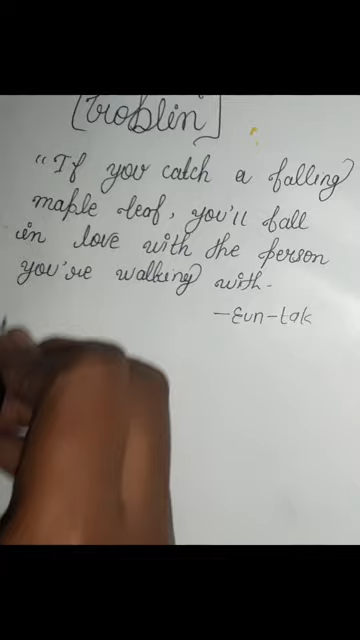 [Goblin]
"If you catch a falling
maple leaf, you'll fall
in love with the person
you're walking with.
-Eun-tak